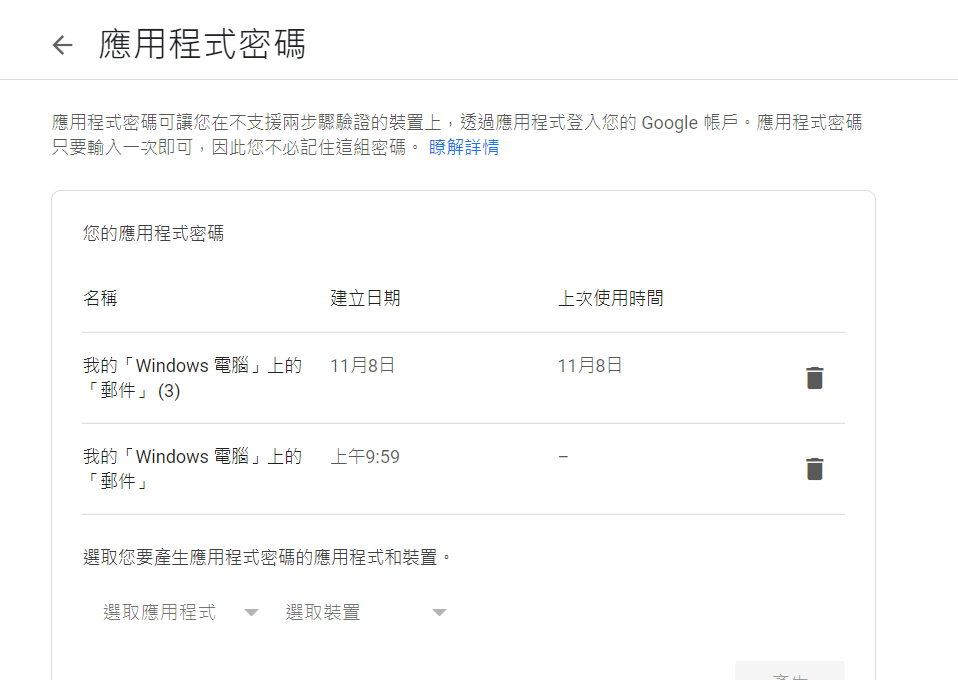 應用程式密碼
應用程式密碼可讓您在不支援兩步驟驗證的裝置上，透過應用程式登入您的 Google 帳戶。應用程式密碼
只要輸入一次即可，因此您不必記住這組密碼。 瞭解詳情
您的應用程式密碼
名稱 建立日期 上次使用時間
我的「Windows 電腦」上的 11月8日 11月8日
「郵件」 (3)
我的「Windows 電腦」上的 上午9:59 –
「郵件」
選取您要產生應用程式密碼的應用程式和裝置。
選取應用程式 選取裝置